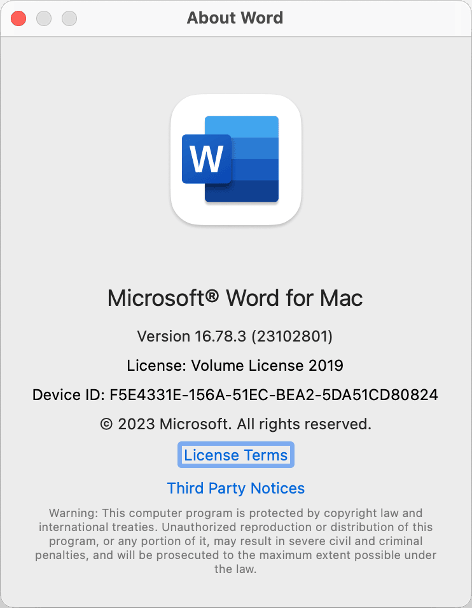 About Word
W
Microsoft® Word for Mac
Version 16.78.3 (23102801)
License: Volume License 2019
Device ID: F5E4331E-156A-51EC-BEA2-5DA51CD80824
© 2023 Microsoft. All rights reserved.
License Terms
Third Party Notices
Warning: This computer program is protected by copyright law and
international treaties. Unauthorized reproduction or distribution of this
program, or any portion of it, may result in severe civil and criminal
penalties, and will be prosecuted to the maximum extent possible under
the law.